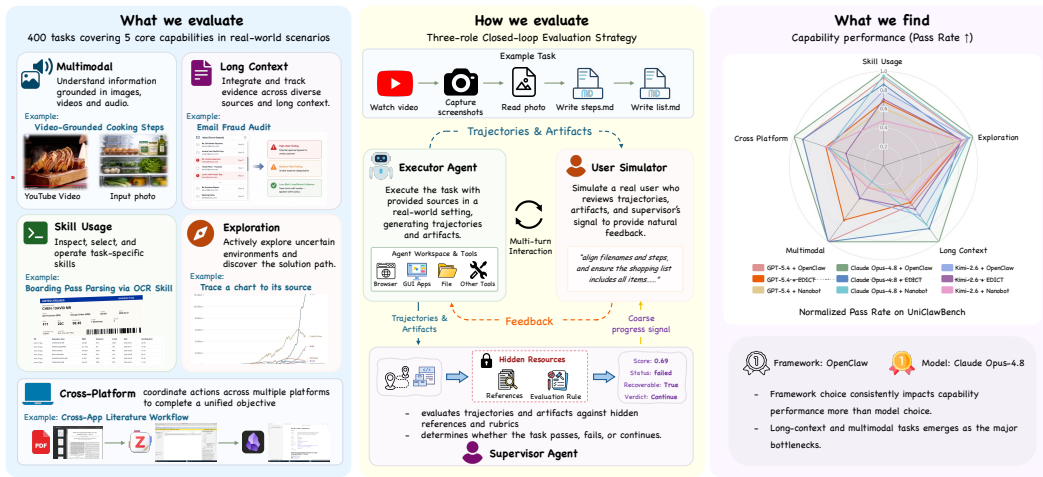 What we evaluate
400 tasks covering 5 core capabilities in real-world scenarios
Multimodal
Understand information
grounded in images,
videos and audio.
Example:
Video-Grounded Cooking Steps
YouTube Video
Input photo
Long Context
Integrate and track
evidence across diverse
sources and long context.
Example:
Email Fraud Audit
Skill Usage
Inspect, select, and
operate task-specific
skills
Example:
Boarding Pass Parsing via OCR Skill
Exploration
Actively explore uncertain
environments and
discover the solution path.
Example:
Trace a chart to its source
Cross-Platform coordinate actions across multiple platforms
to complete a unified objective
Example: Cross-App Literature Workflow
PDF
Z
How we evaluate
Three-role Closed-loop Evaluation Strategy
Example Task
Watch video
Capture
screenshots
Read photo
Write steps.md
Write list.md
Trajectories & Artifacts
Executor Agent
Execute the task with
provided sources in a
real-world setting,
generating trajectories
and artifacts.
Agent Workspace & Tools
Browser
GUI Apps
File
Other Tools
Multi-turn
Interaction
User Simulator
Simulate a real user who
reviews trajectories,
artifacts, and supervisor's
signal to provide natural
feedback.
"align filenames and steps,
and ensure the shopping list
includes all items....."
Trajectories &
Artifacts
Feedback
Coarse
progress signal
Hidden Resources
References
Evaluation Rule
Score: 0.69
Status: failed
Recoverable: True
Verdict: Continue
- evaluates trajectories and artifacts against hidden
references and rubrics
- determines whether the task passes, fails, or continues.
Supervisor Agent
What we find
Capability performance (Pass Rate ↑)
Skill Usage
Cross Platform
Exploration
Multimodal
Long Context
1.0
0.8
0.6
0.4
0.2
GPT-5.4 + OpenClaw
Claude Opus-4.8 + OpenClaw
Kimi-2.6 + OpenClaw
GPT-5.4 + EDICT
Claude Opus-4.8 + EDICT
Kimi-2.6 + EDICT
GPT-5.4 + Nanobot
Claude Opus-4.8 + Nanobot
Kimi-2.6 + Nanobot
Normalized Pass Rate on UniClawBench
Framework: OpenClaw
Model: Claude Opus-4.8
- Framework choice consistently impacts capability
performance more than model choice.
- Long-context and multimodal tasks emerges as the major
bottlenecks.